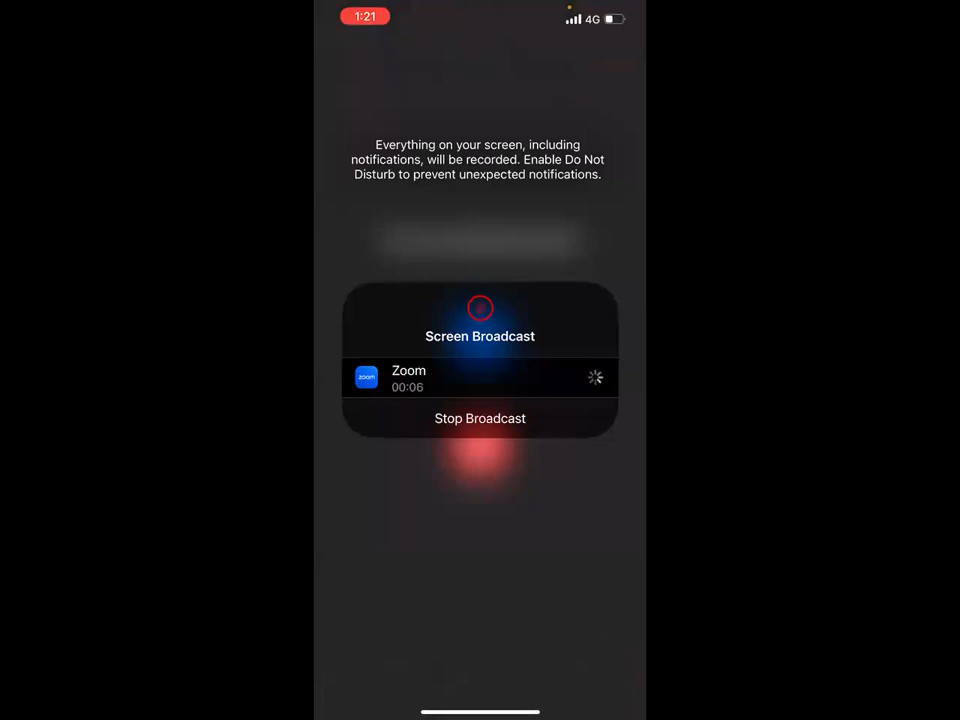 1:21
4G
Everything on your screen, including
notifications, will be recorded. Enable Do Not
Disturb to prevent unexpected notifications.
Screen Broadcast
zoom
Zoom
00:06
Stop Broadcast